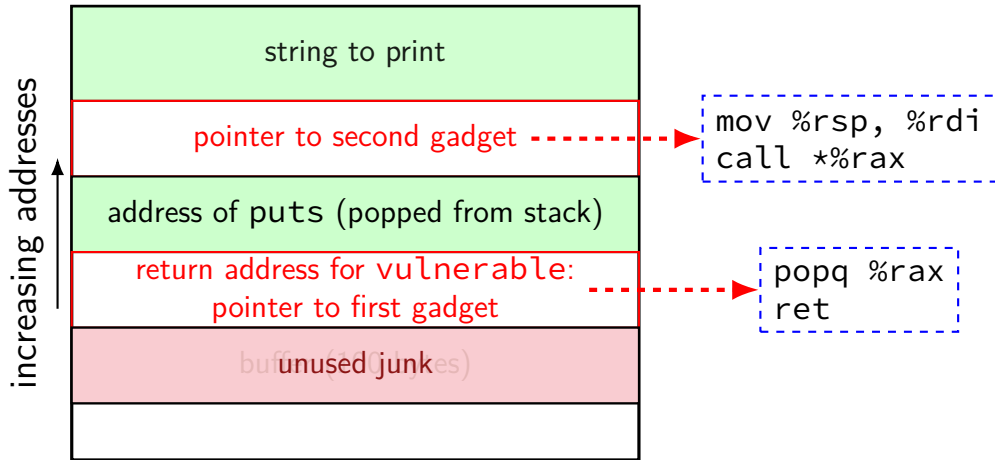 increasing addresses
string to print
pointer to second gadget
mov %rsp, %rdi
call *%rax
address of puts (popped from stack)
return address for vulnerable:
pointer to first gadget
popq %rax
ret
unused junk